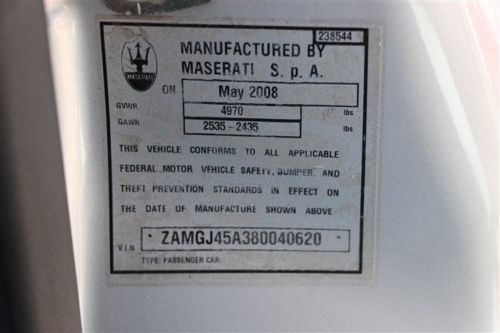 238544
MANUFACTURED BY
MASERATI S. p. A.
MASERATI
ON May 2008
GVWR 4970 lbs
GAWR 2535-2435 lbs
THIS VEHICLE CONFORMS TO ALL APPLICABLE
FEDERAL MOTOR VEHICLE SAFETY, BUMPER, AND
THEFT PREVENTION STANDARDS IN EFFECT ON
THE DATE OF MANUFACTURE SHOWN ABOVE
V.I.N. · ZAMGJ45A380040620 ·
TYPE: PASSENGER CAR